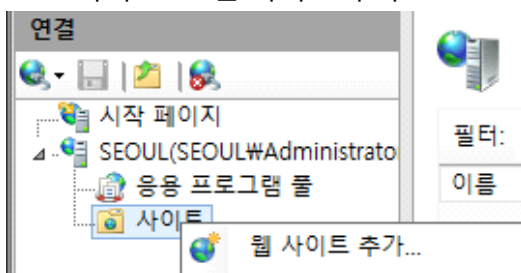 연결
시작 페이지
SEOUL(SEOUL₩Administrato
응용 프로그램 풀
사이트
웹 사이트 추가...
필터:
이름